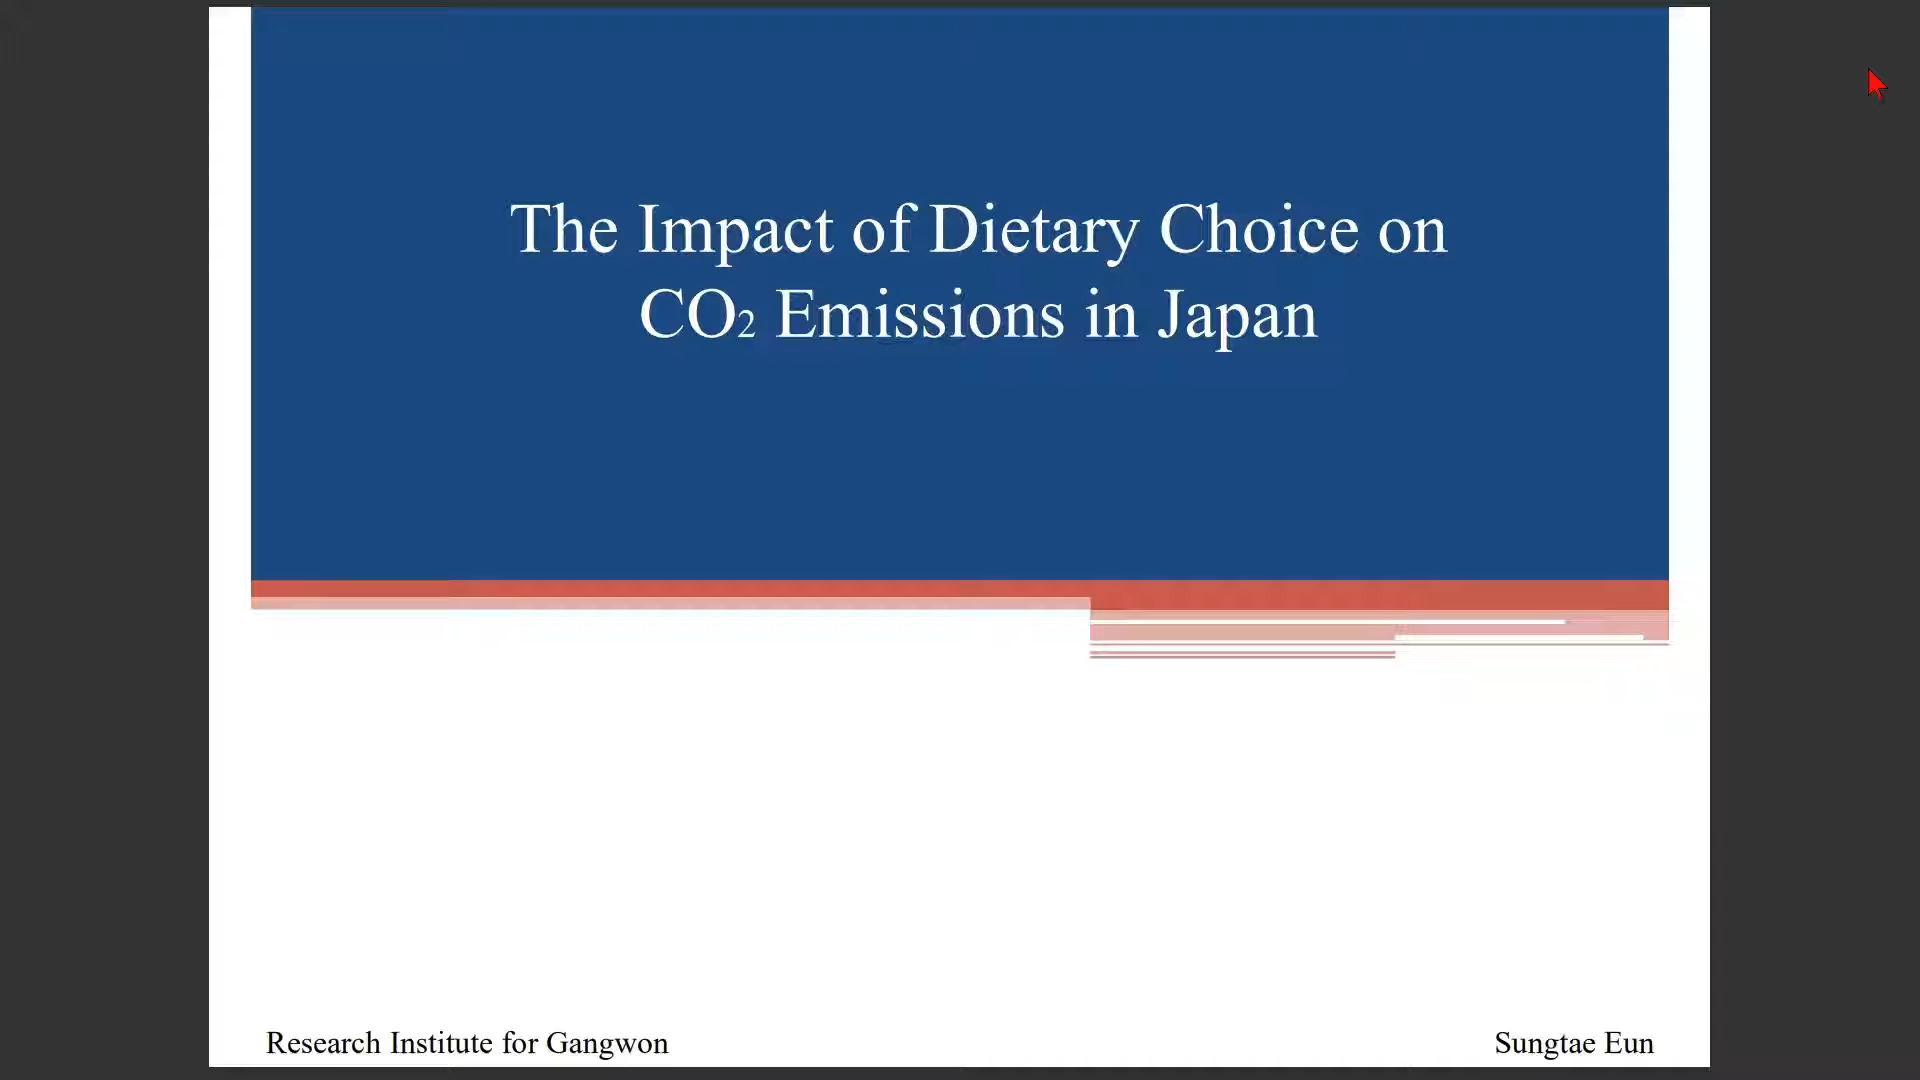 The Impact of Dietary Choice on
CO₂ Emissions in Japan
Research Institute for Gangwon
Sungtae Eun